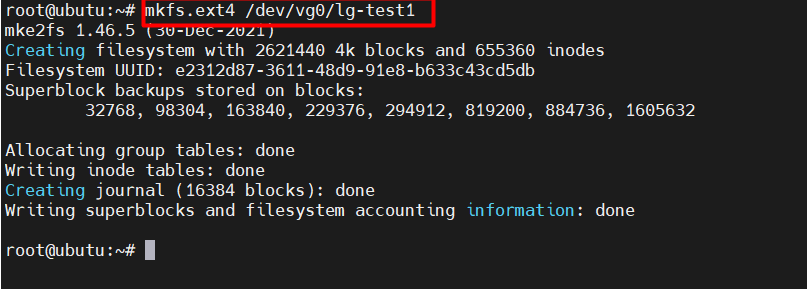 root@ubutu:~# mkfs.ext4 /dev/vg0/lg-test1
mke2fs 1.46.5 (30-Dec-2021)
Creating filesystem with 2621440 4k blocks and 655360 inodes
Filesystem UUID: e2312d87-3611-48d9-91e8-b633c43cd5db
Superblock backups stored on blocks:
        32768, 98304, 163840, 229376, 294912, 819200, 884736, 1605632

Allocating group tables: done
Writing inode tables: done
Creating journal (16384 blocks): done
Writing superblocks and filesystem accounting information: done

root@ubutu:~#